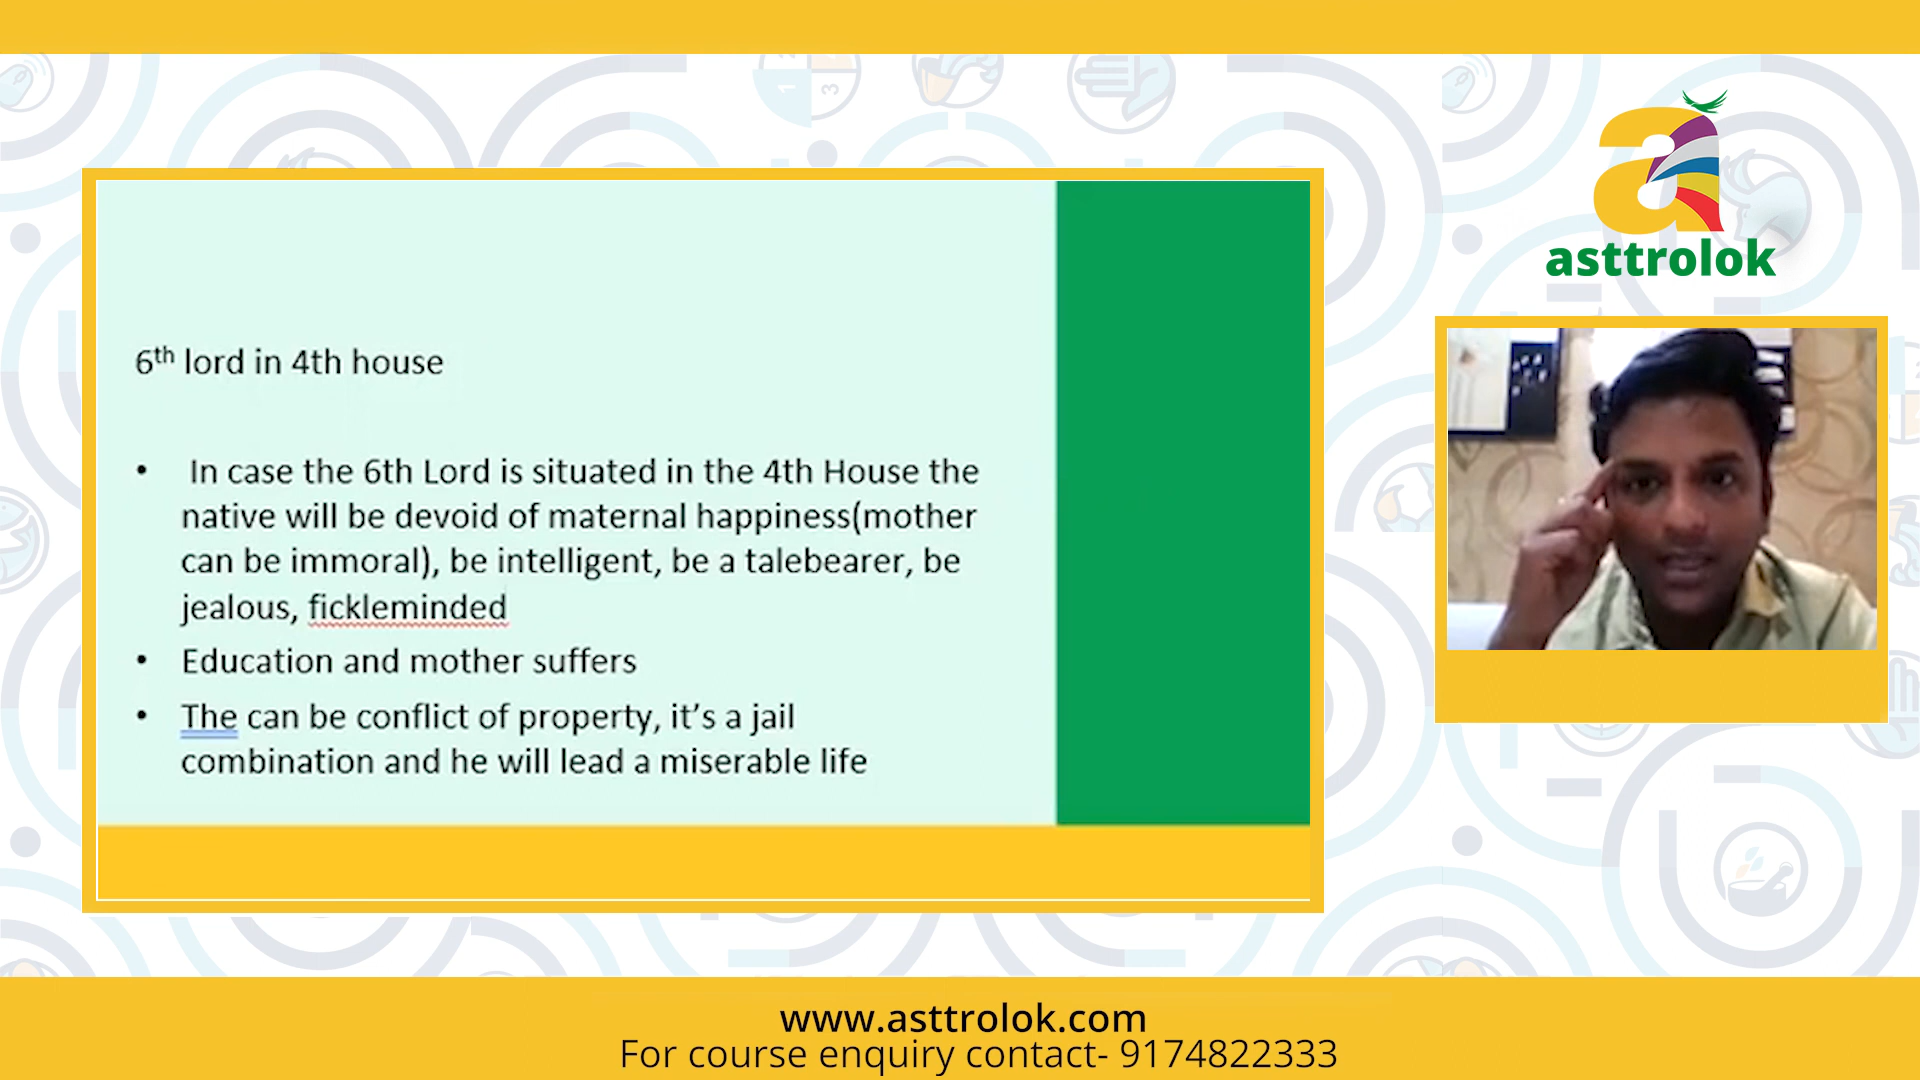 asttrolok
6th lord in 4th house
• In case the 6th Lord is situated in the 4th House the
native will be devoid of maternal happiness(mother
can be immoral), be intelligent, be a talebearer, be
jealous, fickleminded
• Education and mother suffers
• The can be conflict of property, it’s a jail
combination and he will lead a miserable life
www.asttrolok.com
For course enquiry contact- 9174822333